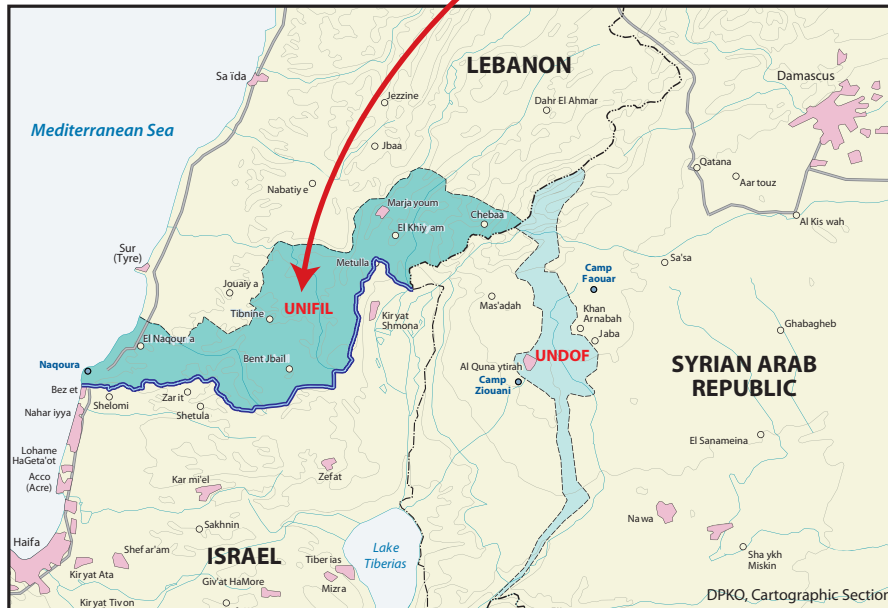 LEBANON
Damascus
Sa ïda
Jezzine
Dahr El Ahmar
Mediterranean Sea
Jbaa
Qatana
Aar touz
Nabatiy e
Marja youm
Chebaa
El Khiy am
Al Kis wah
Sur
(Tyre)
Metulla
Sa'sa
Camp
Faouar
Jouaiy a
UNIFIL
Mas'adah
Khan
Arnabah
Tibnine
Kir yat
Shmona
Ghabagheb
Jaba
El Naqour a
UNDOF
Bent Jbail
Al Quna ytirah
SYRIAN ARAB
REPUBLIC
Naqoura
Camp
Ziouani
Bez et
Zar it
Shelomi
Nahar iyya
Shetula
El Sanameina
Lohame
HaGeta'ot
Zefat
Acco
(Acre)
Kar mi'el
Na wa
Sakhnin
Haifa
Shef ar'am
ISRAEL
Lake
Tiberias
Sha ykh
Miskin
Tiber ias
Kir yat Ata
Giv'at HaMore
Mizra
DPKO, Cartographic Section
Kir yat Tiv on